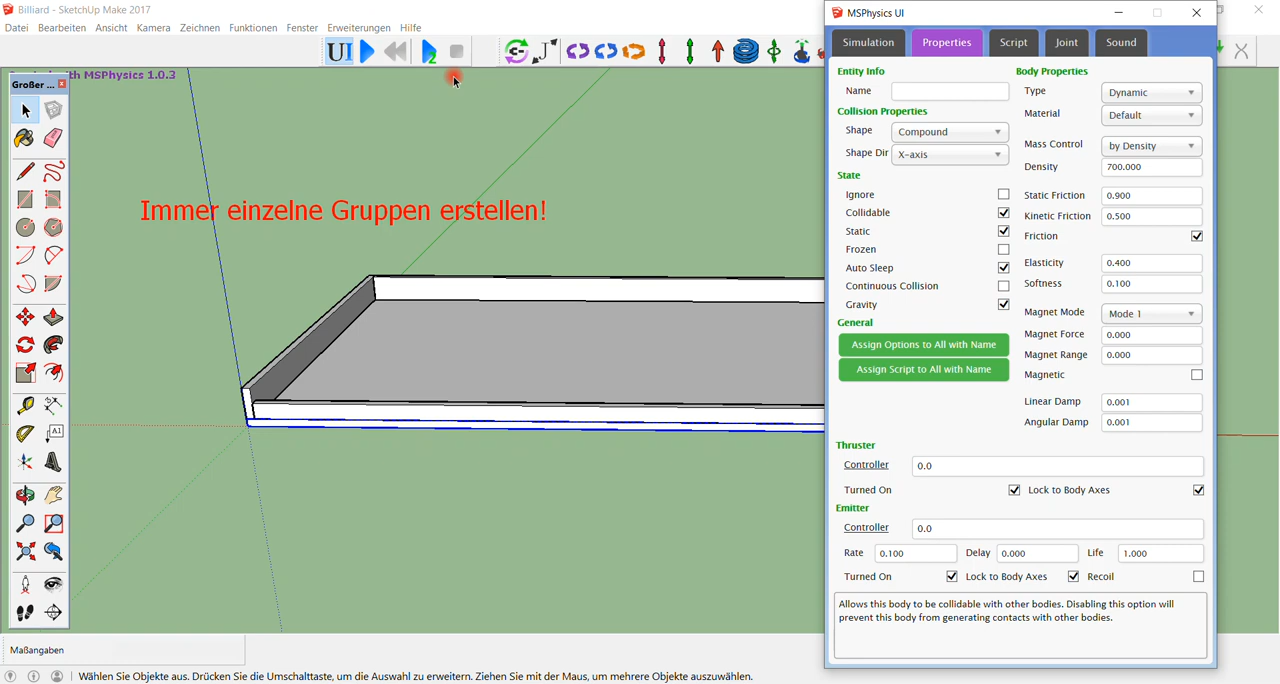 Billiard - SketchUp Make 2017
Datei Bearbeiten Ansicht Kamera Zeichnen Funktionen Fenster Erweiterungen Hilfe
UI
2
th MSPhysics 1.0.3
Großer ...
A1
Immer einzelne Gruppen erstellen!
MSPhysics UI
Simulation Properties Script Joint Sound
Entity Info
Name
Collision Properties
Shape Compound
Shape Dir X-axis
State
Ignore
Collidable
Static
Frozen
Auto Sleep
Continuous Collision
Gravity
General
Assign Options to All with Name
Assign Script to All with Name
Body Properties
Type Dynamic
Material Default
Mass Control by Density
Density 700.000
Static Friction 0.900
Kinetic Friction 0.500
Friction
Elasticity 0.400
Softness 0.100
Magnet Mode Mode 1
Magnet Force 0.000
Magnet Range 0.000
Magnetic
Linear Damp 0.001
Angular Damp 0.001
Thruster
Controller 0.0
Turned On Lock to Body Axes
Emitter
Controller 0.0
Rate 0.100 Delay 0.000 Life 1.000
Turned On Lock to Body Axes Recoil
Allows this body to be collidable with other bodies. Disabling this option will
prevent this body from generating contacts with other bodies.
Maßangaben
Wählen Sie Objekte aus. Drücken Sie die Umschalttaste, um die Auswahl zu erweitern. Ziehen Sie mit der Maus, um mehrere Objekte auszuwählen.